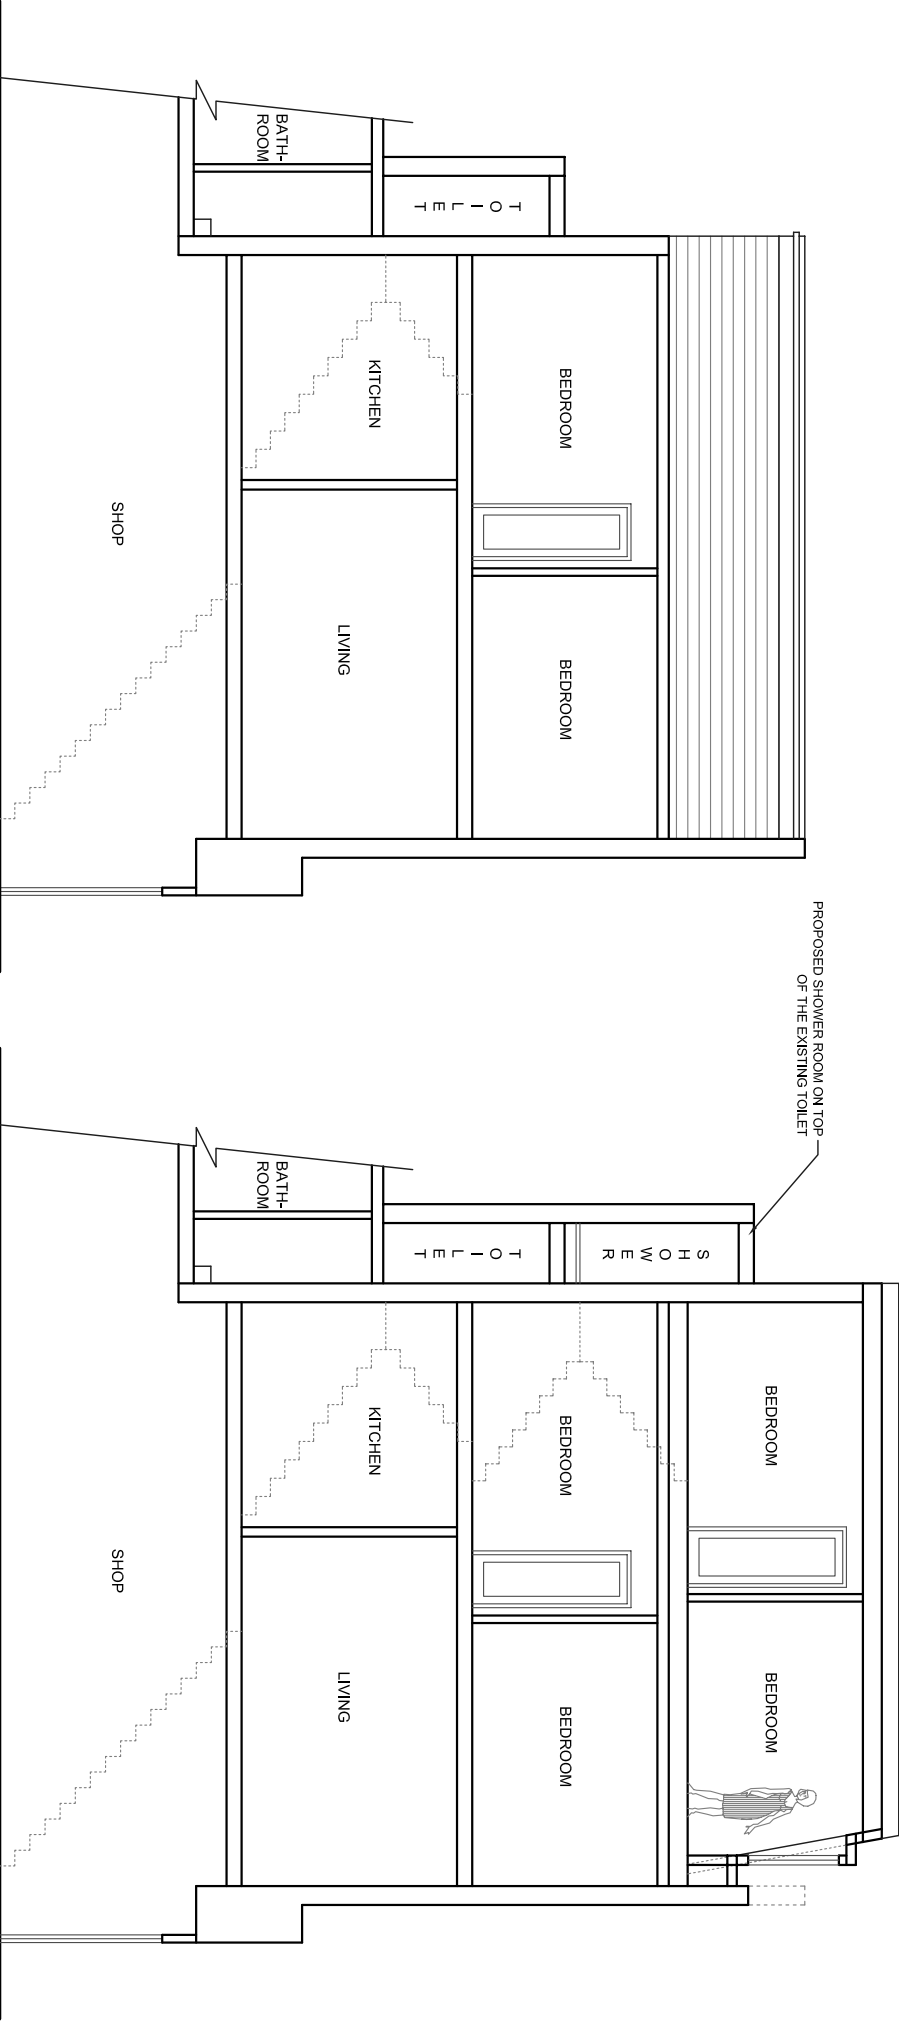 BATH-
ROOM
TOILET
KITCHEN
BEDROOM
SHOP
LIVING
BEDROOM
PROPOSED SHOWER ROOM ON TOP
OF THE EXISTING TOILET
BATH-
ROOM
TOILET
SHOWER
BEDROOM
KITCHEN
BEDROOM
SHOP
LIVING
BEDROOM
BEDROOM